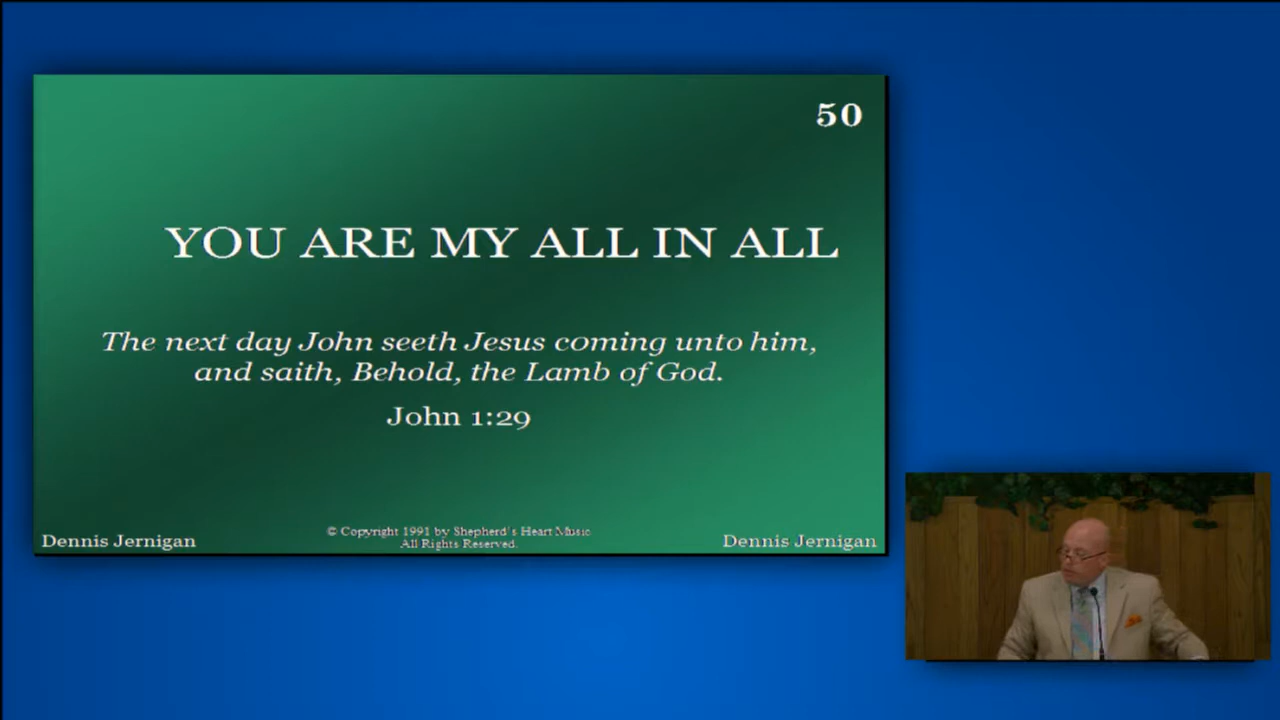 50
YOU ARE MY ALL IN ALL
The next day John seeth Jesus coming unto him,
and saith, Behold, the Lamb of God.
John 1:29
Dennis Jernigan
© Copyright 1991 by Shepherd's Heart Music
All Rights Reserved.
Dennis Jernigan